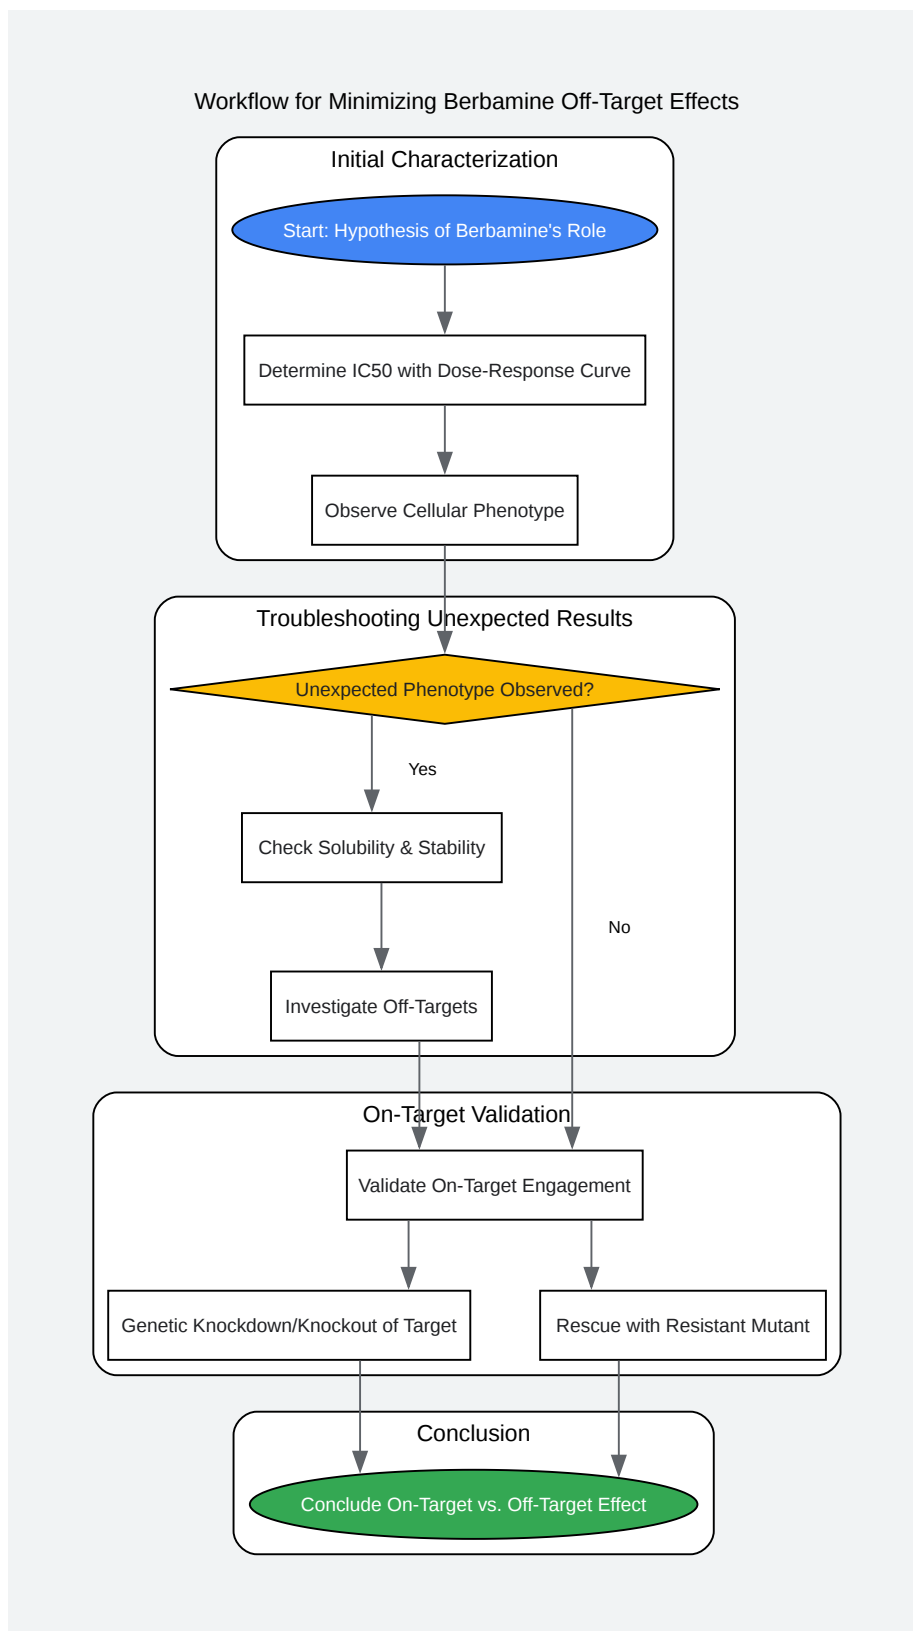 Workflow for Minimizing Berbamine Off-Target Effects
Initial Characterization
Start: Hypothesis of Berbamine's Role
Determine IC50 with Dose-Response Curve
Observe Cellular Phenotype
Troubleshooting Unexpected Results
Unexpected Phenotype Observed?
Yes
Check Solubility & Stability
No
Investigate Off-Targets
On-Target Validation
Validate On-Target Engagement
Genetic Knockdown/Knockout of Target
Rescue with Resistant Mutant
Conclusion
Conclude On-Target vs. Off-Target Effect